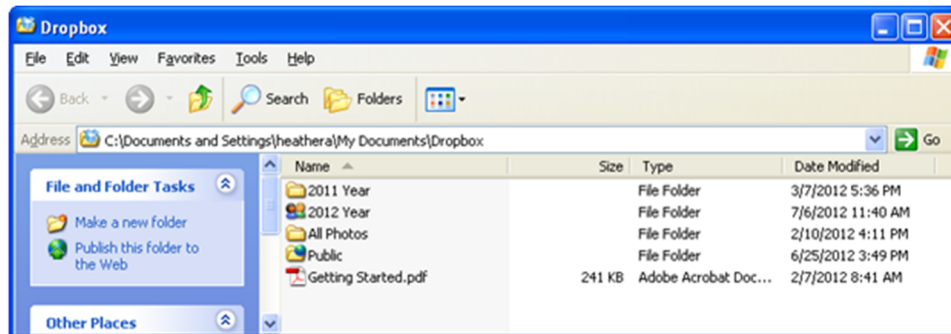 Dropbox
File Edit View Favorites Tools Help
Back Search Folders
Address C:\Documents and Settings\heathera\My Documents\Dropbox Go
Name Size Type Date Modified
File and Folder Tasks
Make a new folder
Publish this folder to
the Web
Other Places
2011 Year File Folder 3/7/2012 5:36 PM
2012 Year File Folder 7/6/2012 11:40 AM
All Photos File Folder 2/10/2012 4:11 PM
Public File Folder 6/25/2012 3:49 PM
Getting Started.pdf 241 KB Adobe Acrobat Doc... 2/7/2012 8:41 AM